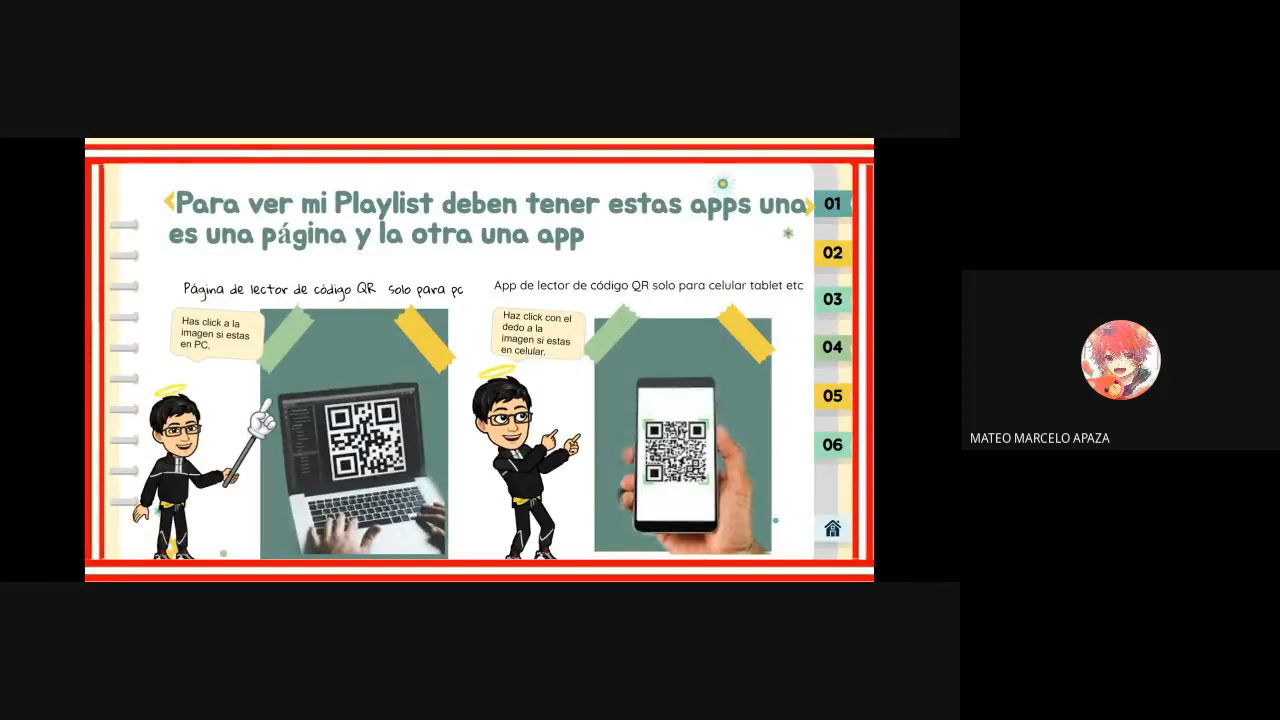 Para ver mi Playlist deben tener estas apps una
es una página y la otra una app
Página de lector de código QR solo para pc
App de lector de código QR solo para celular tablet etc
Has click a la
imagen si estas
en PC.
Haz click con el
dedo a la
imagen si estas
en celular.
01
02
03
04
05
06
MATEO MARCELO APAZA